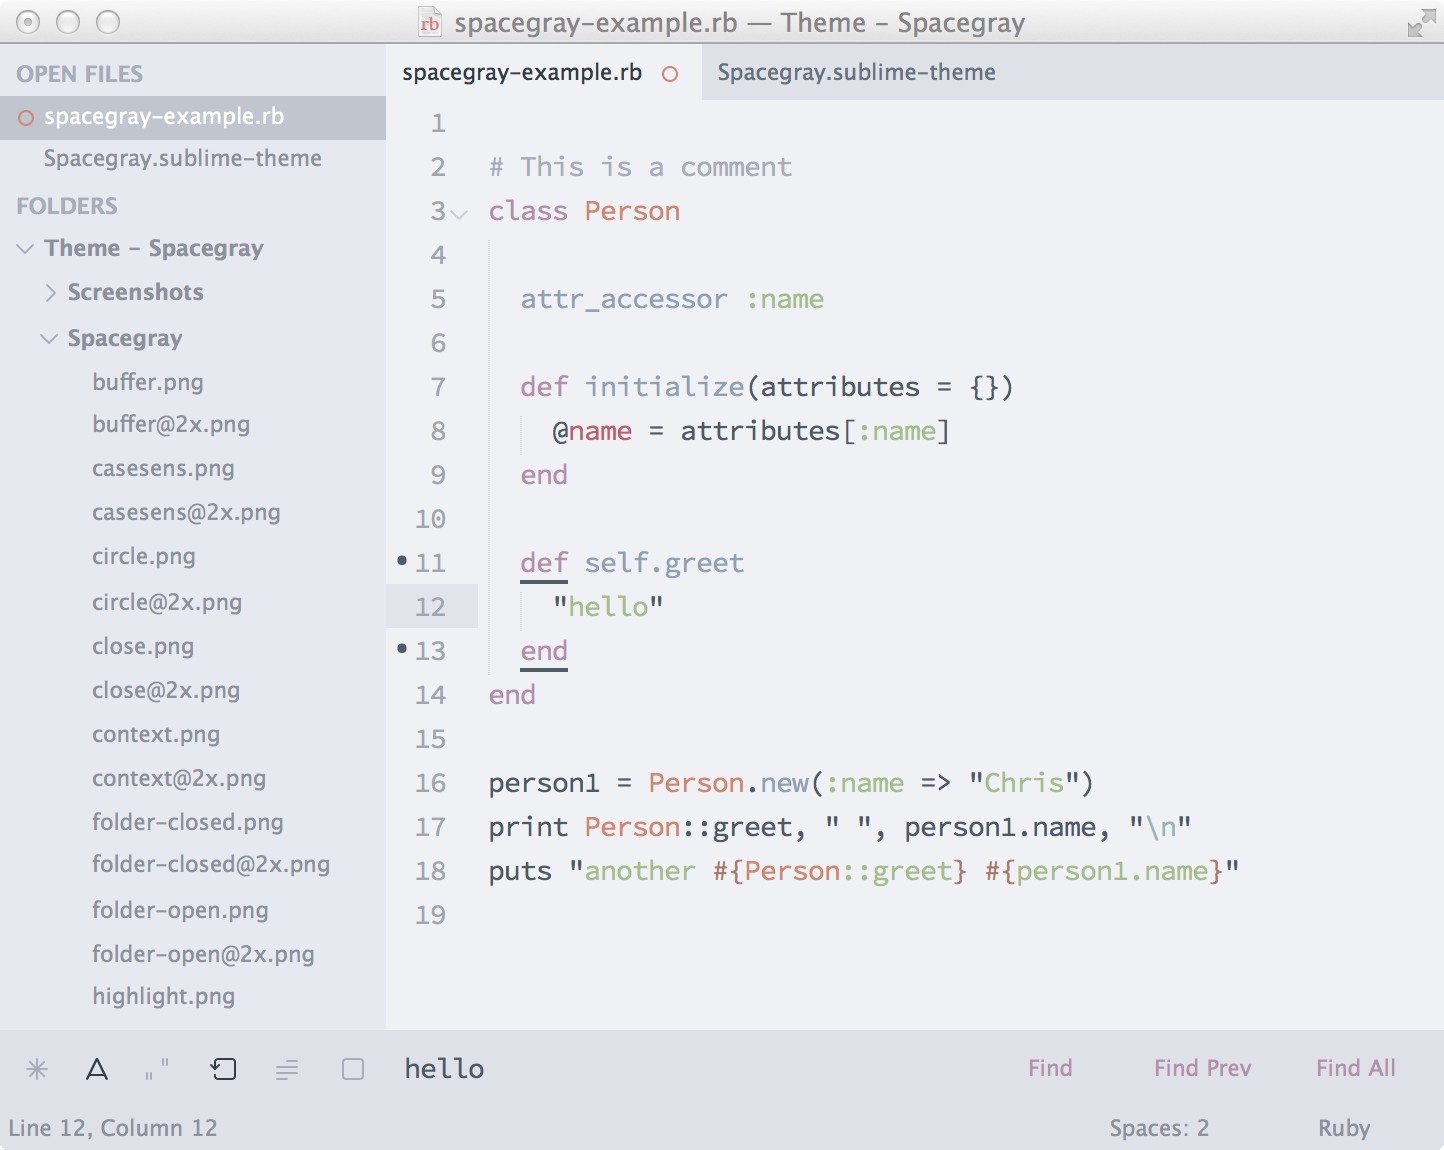 rb spacegray-example.rb — Theme - Spacegray
OPEN FILES
spacegray-example.rb
Spacegray.sublime-theme
FOLDERS
Theme - Spacegray
Screenshots
Spacegray
buffer.png
buffer@2x.png
casesens.png
casesens@2x.png
circle.png
circle@2x.png
close.png
close@2x.png
context.png
context@2x.png
folder-closed.png
folder-closed@2x.png
folder-open.png
folder-open@2x.png
highlight.png
spacegray-example.rb Spacegray.sublime-theme
1
2 # This is a comment
3 class Person
4
5   attr_accessor :name
6
7   def initialize(attributes = {})
8     @name = attributes[:name]
9   end
10
11   def self.greet
12     "hello"
13   end
14 end
15
16 person1 = Person.new(:name => "Chris")
17 print Person::greet, " ", person1.name, "\n"
18 puts "another #{Person::greet} #{person1.name}"
19
hello Find Find Prev Find All
Line 12, Column 12 Spaces: 2 Ruby